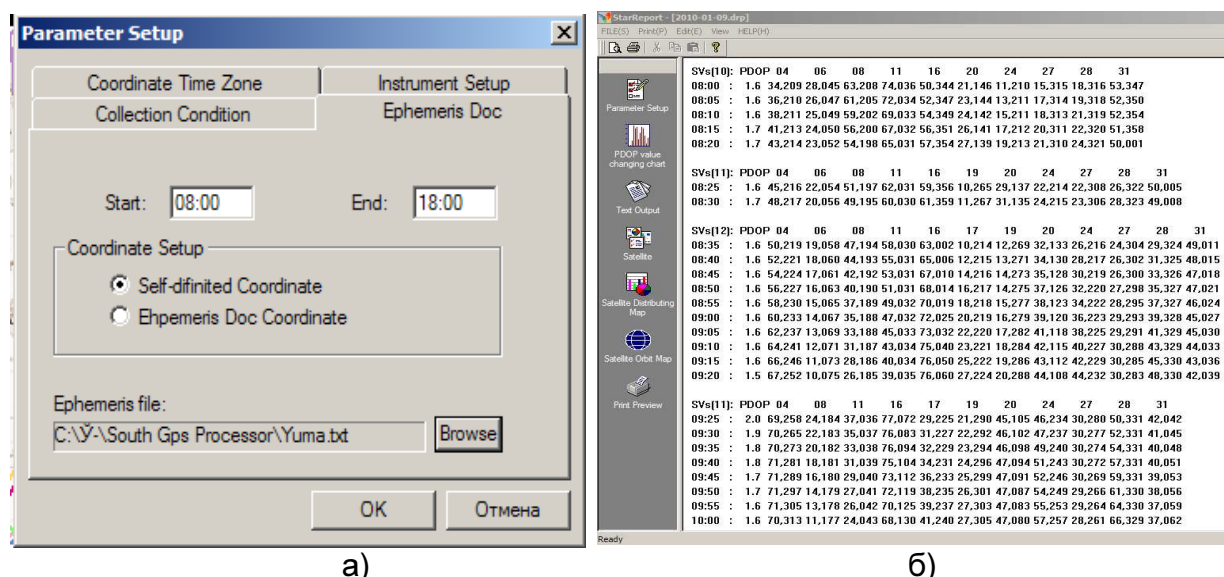 Parameter Setup
Coordinate Time Zone
Instrument Setup
Collection Condition
Ephemeris Doc
Start: 08:00 End: 18:00
Coordinate Setup
Self-difinited Coordinate
Ehpemeris Doc Coordinate
Ephemeris file:
C:\Ў-\South Gps Processor\Yuma.txt Browse
OK Отмена
а)
StarReport - [2010-01-09.drp]
FILE(S) Print(P) Edit(E) View HELP(H)
Parameter Setup
PDOP value
changing chart
Text Output
Satellite
Satellite Distributing
Map
Satellite Orbit Map
Print Preview
SVs[10]: PDOP 04 06 08 11 16 20 24 27 28 31
08:00 : 1.6 34,209 28,045 63,208 74,036 50,344 21,146 11,210 15,315 18,316 53,347
08:05 : 1.6 36,210 26,047 61,205 72,034 52,347 23,144 13,211 17,314 19,318 52,350
08:10 : 1.6 38,211 25,049 59,202 69,033 54,349 24,142 15,211 18,313 21,319 52,354
08:15 : 1.7 41,213 24,050 56,200 67,032 56,351 26,141 17,212 20,311 22,320 51,358
08:20 : 1.7 43,214 23,052 54,198 65,031 57,354 27,139 19,213 21,310 24,321 50,001
SVs[11]: PDOP 04 06 08 11 16 19 20 24 27 28 31
08:25 : 1.6 45,216 22,054 51,197 62,031 59,356 10,265 29,137 22,214 22,308 26,322 50,005
08:30 : 1.7 48,217 20,056 49,195 60,030 61,359 11,267 31,135 24,215 23,306 28,323 49,008
SVs[12]: PDOP 04 06 08 11 16 17 19 20 24 27 28 31
08:35 : 1.6 50,219 19,058 47,194 58,030 63,002 10,214 12,269 32,133 26,216 24,304 29,324 49,011
08:40 : 1.6 52,221 18,060 44,193 55,031 65,006 12,215 13,271 34,130 28,217 26,302 31,325 48,015
08:45 : 1.6 54,224 17,061 42,192 53,031 67,010 14,216 14,273 35,128 30,219 26,300 33,326 47,018
08:50 : 1.6 56,227 16,063 40,190 51,031 68,014 16,217 14,275 37,126 32,220 27,298 35,327 47,021
08:55 : 1.6 58,230 15,065 37,189 49,032 70,019 18,218 15,277 38,123 34,222 28,295 37,327 46,024
09:00 : 1.6 60,233 14,067 35,188 47,032 72,025 20,219 16,279 39,120 36,223 29,293 39,328 45,027
09:05 : 1.6 62,237 13,069 33,188 45,033 73,032 22,220 17,282 41,118 38,225 29,291 41,329 45,030
09:10 : 1.6 64,241 12,071 31,187 43,034 75,040 23,221 18,284 42,115 40,227 30,288 43,329 44,033
09:15 : 1.6 66,246 11,073 28,186 40,034 76,050 25,222 19,286 43,112 42,229 30,285 45,330 43,036
09:20 : 1.5 67,252 10,075 26,185 39,035 76,060 27,224 20,288 44,108 44,232 30,283 48,330 42,039
SVs[11]: PDOP 04 08 11 16 17 19 20 24 27 28 31
09:25 : 2.0 69,258 24,184 37,036 77,072 29,225 21,290 45,105 46,234 30,280 50,331 42,042
09:30 : 1.9 70,265 22,183 35,037 76,083 31,227 22,292 46,102 47,237 30,277 52,331 41,045
09:35 : 1.8 70,273 20,182 33,038 76,094 32,229 23,294 46,098 49,240 30,274 54,331 40,048
09:40 : 1.8 71,281 18,181 31,039 75,104 34,231 24,296 47,094 51,243 30,272 57,331 40,051
09:45 : 1.7 71,289 16,180 29,040 73,112 36,233 25,299 47,091 52,246 30,269 59,331 39,053
09:50 : 1.7 71,297 14,179 27,041 72,119 38,235 26,301 47,087 54,249 29,266 61,330 38,056
09:55 : 1.6 71,305 13,178 26,042 70,125 39,237 27,303 47,083 55,253 29,264 64,330 37,059
10:00 : 1.6 70,313 11,177 24,043 68,130 41,240 27,305 47,080 57,257 28,261 66,329 37,062
Ready
б)